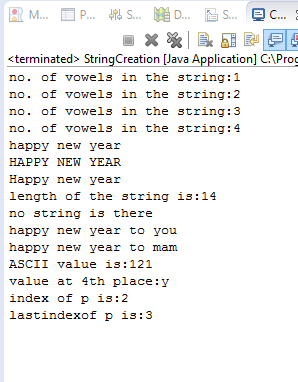 M... P... S... D... S... C...
<terminated> StringCreation [Java Application] C:\Prog
no. of vowels in the string:1
no. of vowels in the string:2
no. of vowels in the string:3
no. of vowels in the string:4
happy new year
HAPPY NEW YEAR
Happy new year
length of the string is:14
no string is there
happy new year to you
happy new year to mam
ASCII value is:121
value at 4th place:y
index of p is:2
lastindexof p is:3